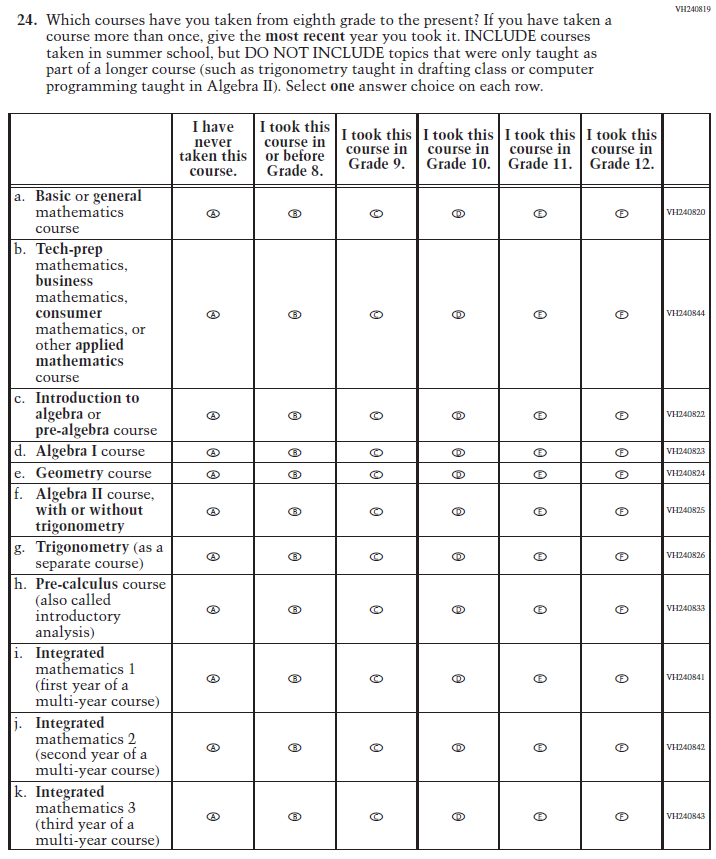 VH240819
24. Which courses have you taken from eighth grade to the present? If you have taken a
course more than once, give the most recent year you took it. INCLUDE courses
taken in summer school, but DO NOT INCLUDE topics that were only taught as
part of a longer course (such as trigonometry taught in drafting class or computer
programming taught in Algebra II). Select one answer choice on each row.
I have
never
taken this
course.
I took this
course in
or before
Grade 8.
I took this
course in
Grade 9.
I took this
course in
Grade 10.
I took this
course in
Grade 11.
I took this
course in
Grade 12.
a. Basic or general
mathematics
course
A B C D E F VH240820
b. Tech-prep
mathematics,
business
mathematics,
consumer
mathematics, or
other applied
mathematics
course
A B C D E F VH240844
c. Introduction to
algebra or
pre-algebra course
A B C D E F VH240822
d. Algebra I course A B C D E F VH240823
e. Geometry course A B C D E F VH240824
f. Algebra II course,
with or without
trigonometry
A B C D E F VH240825
g. Trigonometry (as a
separate course)
A B C D E F VH240826
h. Pre-calculus course
(also called
introductory
analysis)
A B C D E F VH240833
i. Integrated
mathematics 1
(first year of a
multi-year course)
A B C D E F VH240841
j. Integrated
mathematics 2
(second year of a
multi-year course)
A B C D E F VH240842
k. Integrated
mathematics 3
(third year of a
multi-year course)
A B C D E F VH240843